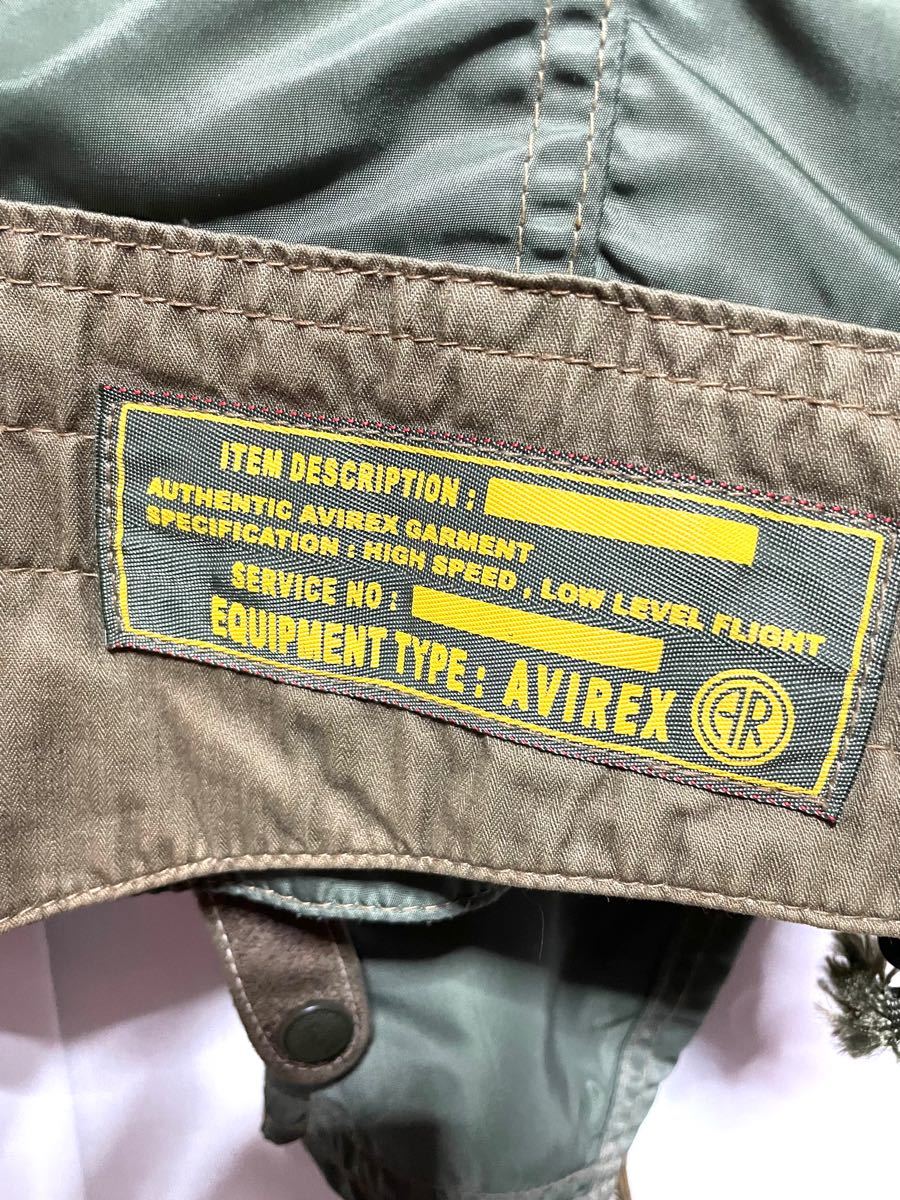 ITEM DESCRIPTION :
AUTHENTIC AVIREX GARMENT
SPECIFICATION : HIGH SPEED , LOW LEVEL FLIGHT
SERVICE NO :
EQUIPMENT TYPE : AVIREX